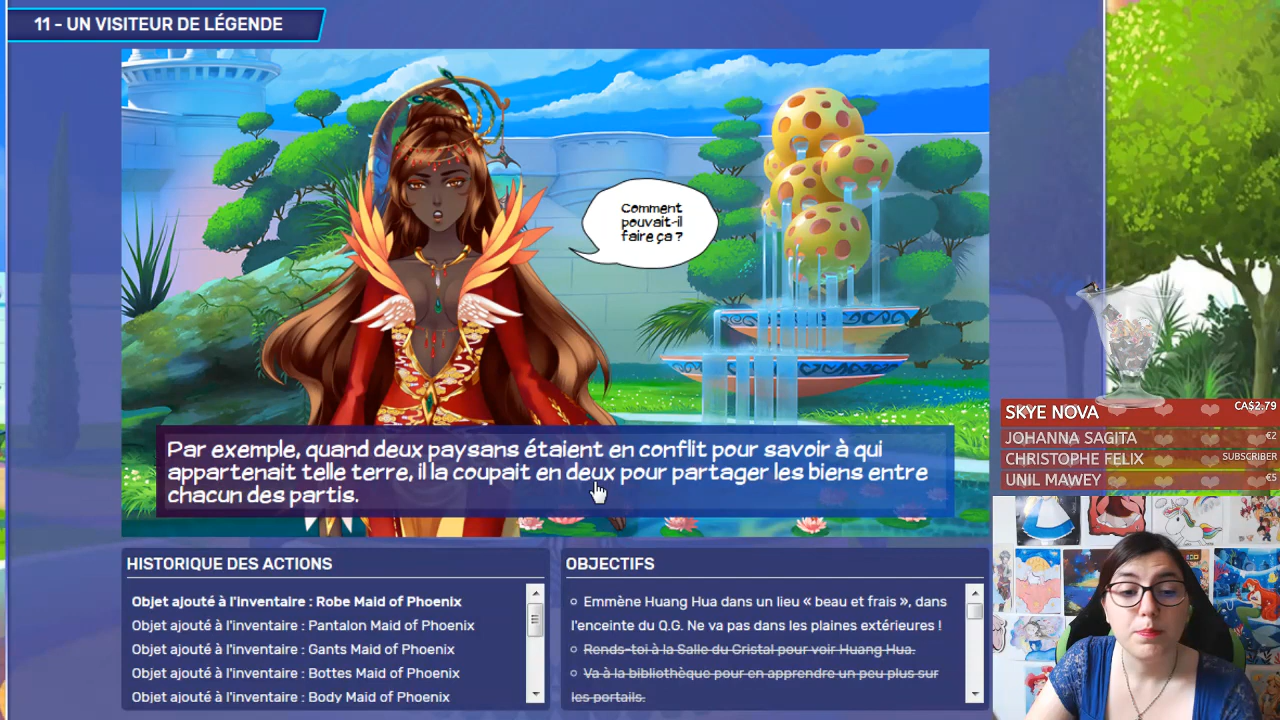 11 - UN VISITEUR DE LÉGENDE
Comment
pouvait-il
faire ça ?
Par exemple, quand deux paysans étaient en conflit pour savoir à qui
appartenait telle terre, il la coupait en deux pour partager les biens entre
chacun des partis.
HISTORIQUE DES ACTIONS
Objet ajouté à l'inventaire : Robe Maid of Phoenix
Objet ajouté à l'inventaire : Pantalon Maid of Phoenix
Objet ajouté à l'inventaire : Gants Maid of Phoenix
Objet ajouté à l'inventaire : Bottes Maid of Phoenix
Objet ajouté à l'inventaire : Body Maid of Phoenix
OBJECTIFS
Emmène Huang Hua dans un lieu « beau et frais », dans
l'enceinte du Q.G. Ne va pas dans les plaines extérieures !
Rends-toi à la Salle du Cristal pour voir Huang Hua.
Va à la bibliothèque pour en apprendre un peu plus sur
les portails.
SKYE NOVA CA$2.79
JOHANNA SAGITA €2
CHRISTOPHE FELIX SUBSCRIBER
UNIL MAWEY €5